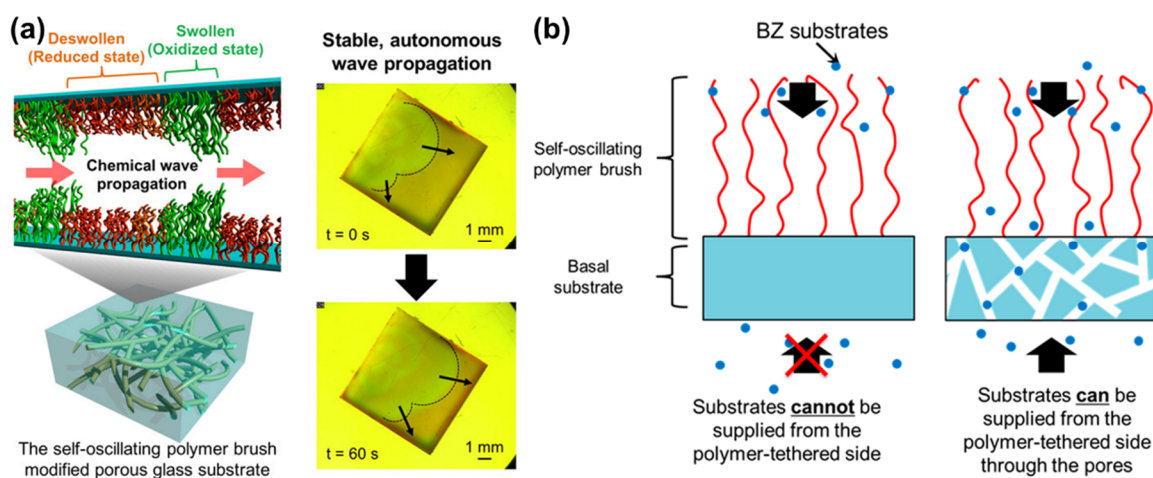 (a)
Deswollen
(Reduced state)
Swollen
(Oxidized state)
Chemical wave
propagation
The self-oscillating polymer brush
modified porous glass substrate
Stable, autonomous
wave propagation
t = 0 s
1 mm
t = 60 s
1 mm
(b)
BZ substrates
Self-oscillating
polymer brush
Basal
substrate
Substrates cannot be
supplied from the
polymer-tethered side
Substrates can be
supplied from the
polymer-tethered side
through the pores